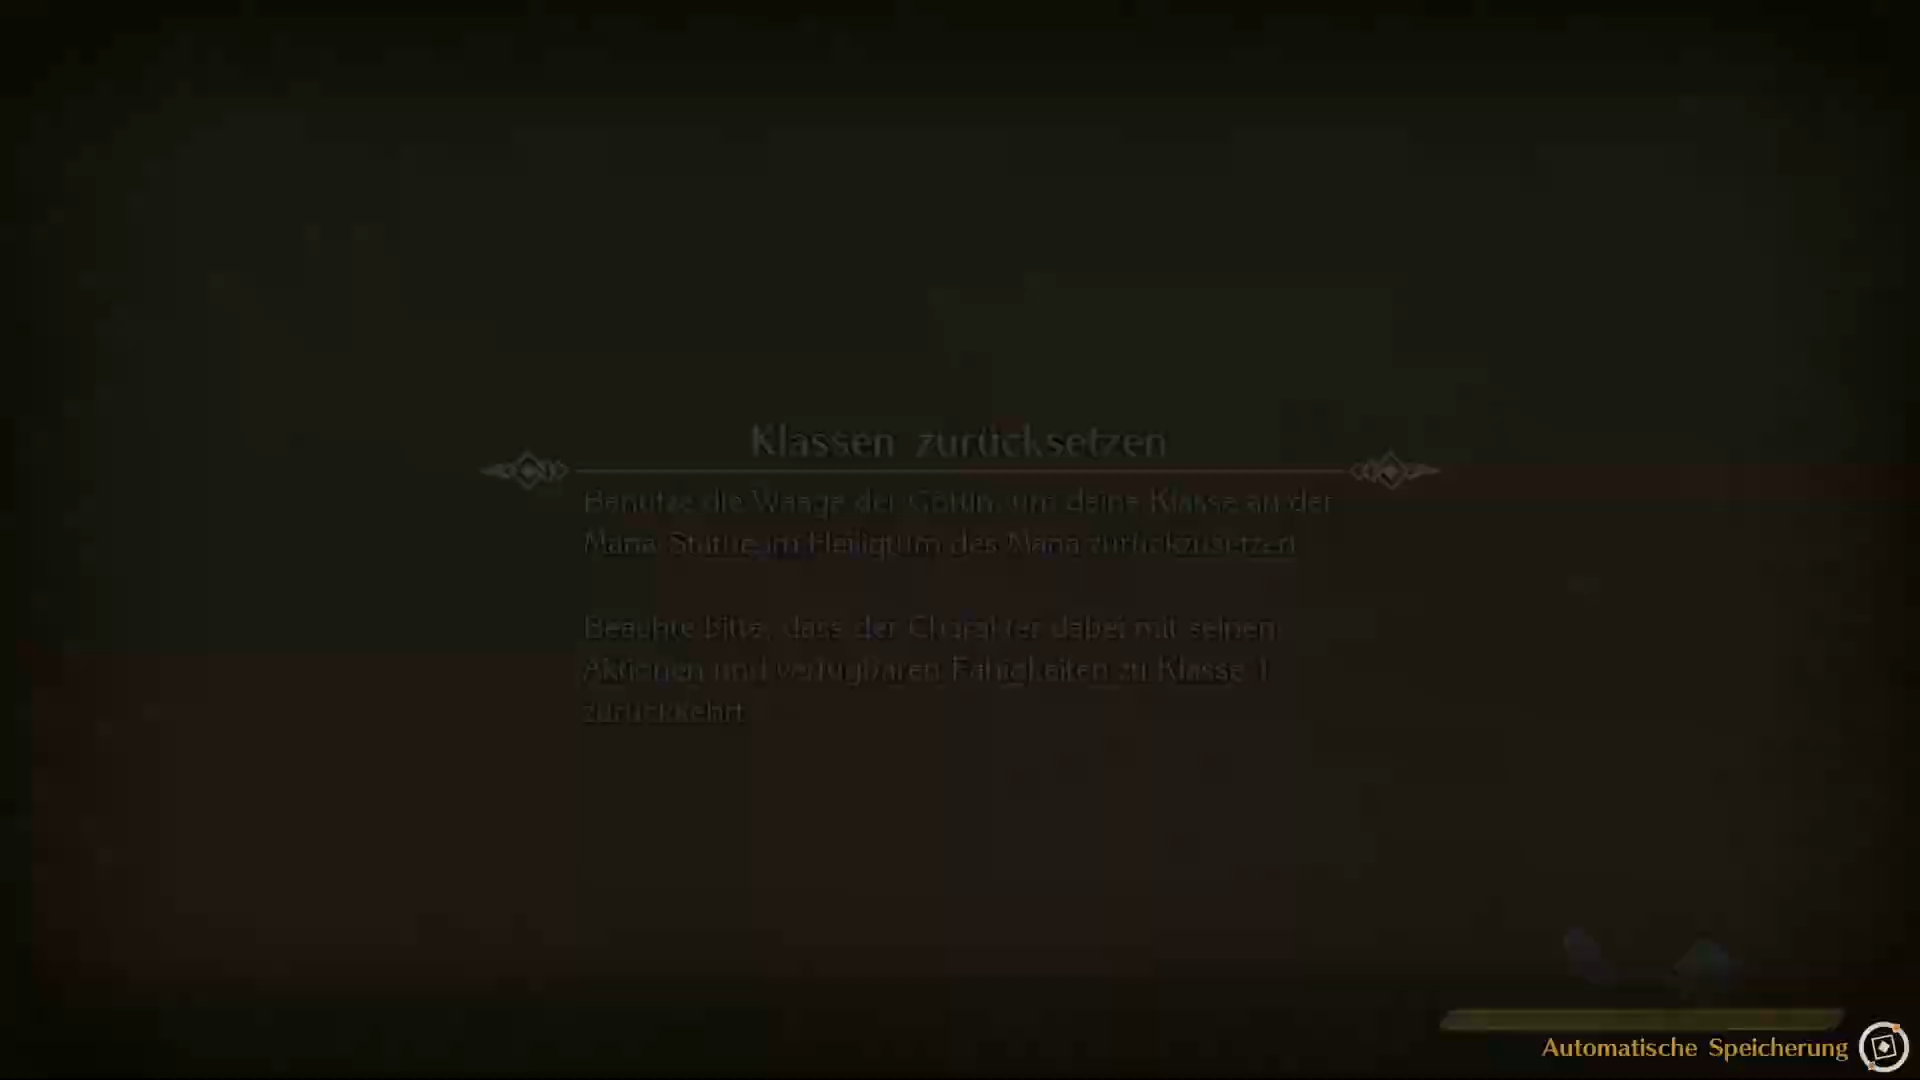 Klassen zurücksetzen
Benutze die Waage der Göttin, um deine Klasse an der
Mana-Statue im Heiligtum des Mana zurückzusetzen.
Beachte bitte, dass der Charakter dabei mit seinen
Aktionen und verfügbaren Fähigkeiten zu Klasse 1
zurückkehrt.
Automatische Speicherung